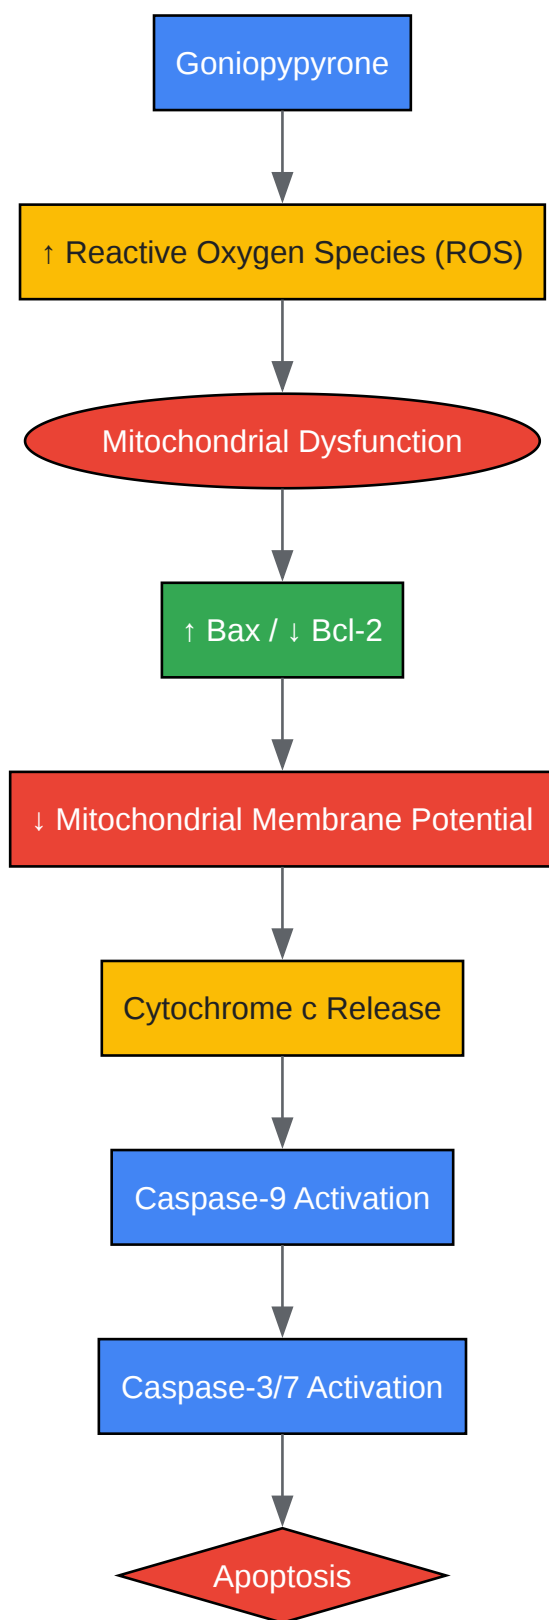 Goniopypyrone
↑ Reactive Oxygen Species (ROS)
Mitochondrial Dysfunction
↑ Bax / ↓ Bcl-2
↓ Mitochondrial Membrane Potential
Cytochrome c Release
Caspase-9 Activation
Caspase-3/7 Activation
Apoptosis